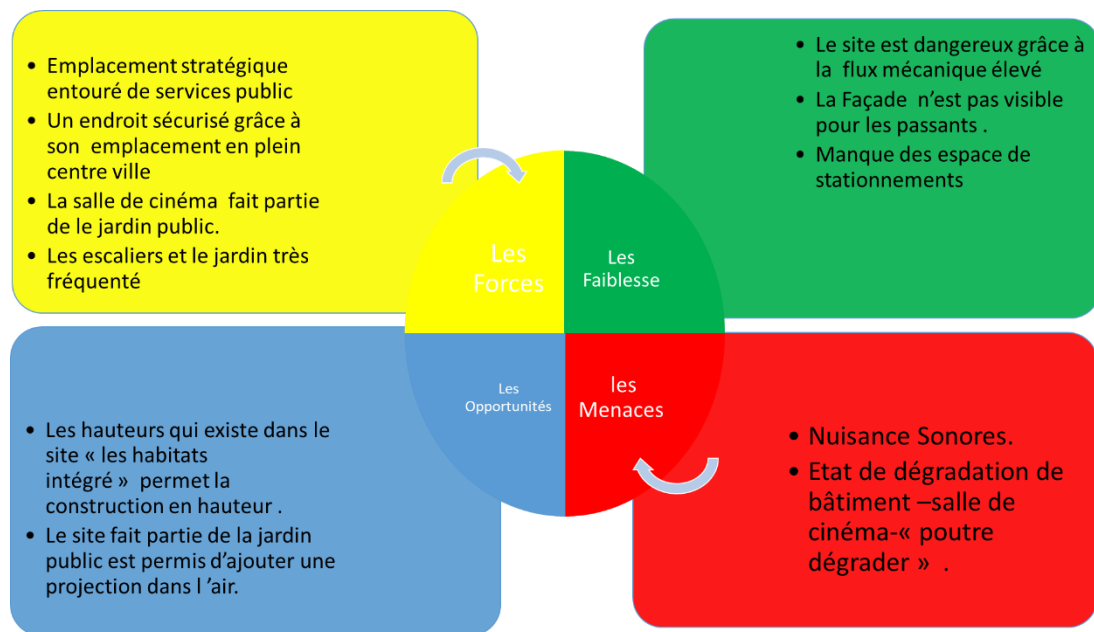 • Emplacement stratégique
entouré de services public
• Un endroit sécurisé grâce à
son emplacement en plein
centre ville
• La salle de cinéma fait partie
de le jardin public.
• Les escaliers et le jardin très
fréquenté
• Le site est dangereux grâce à
la flux mécanique élevé
• La Façade n’est pas visible
pour les passants .
• Manque des espace de
stationnements
Les
Forces
Les
Faiblesse
Les
Opportunités
les
Menaces
• Les hauteurs qui existe dans le
site « les habitats
intégré » permet la
construction en hauteur .
• Le site fait partie de la jardin
public est permis d’ajouter une
projection dans l ’air.
• Nuisance Sonores.
• Etat de dégradation de
bâtiment –salle de
cinéma-« poutre
dégrader » .